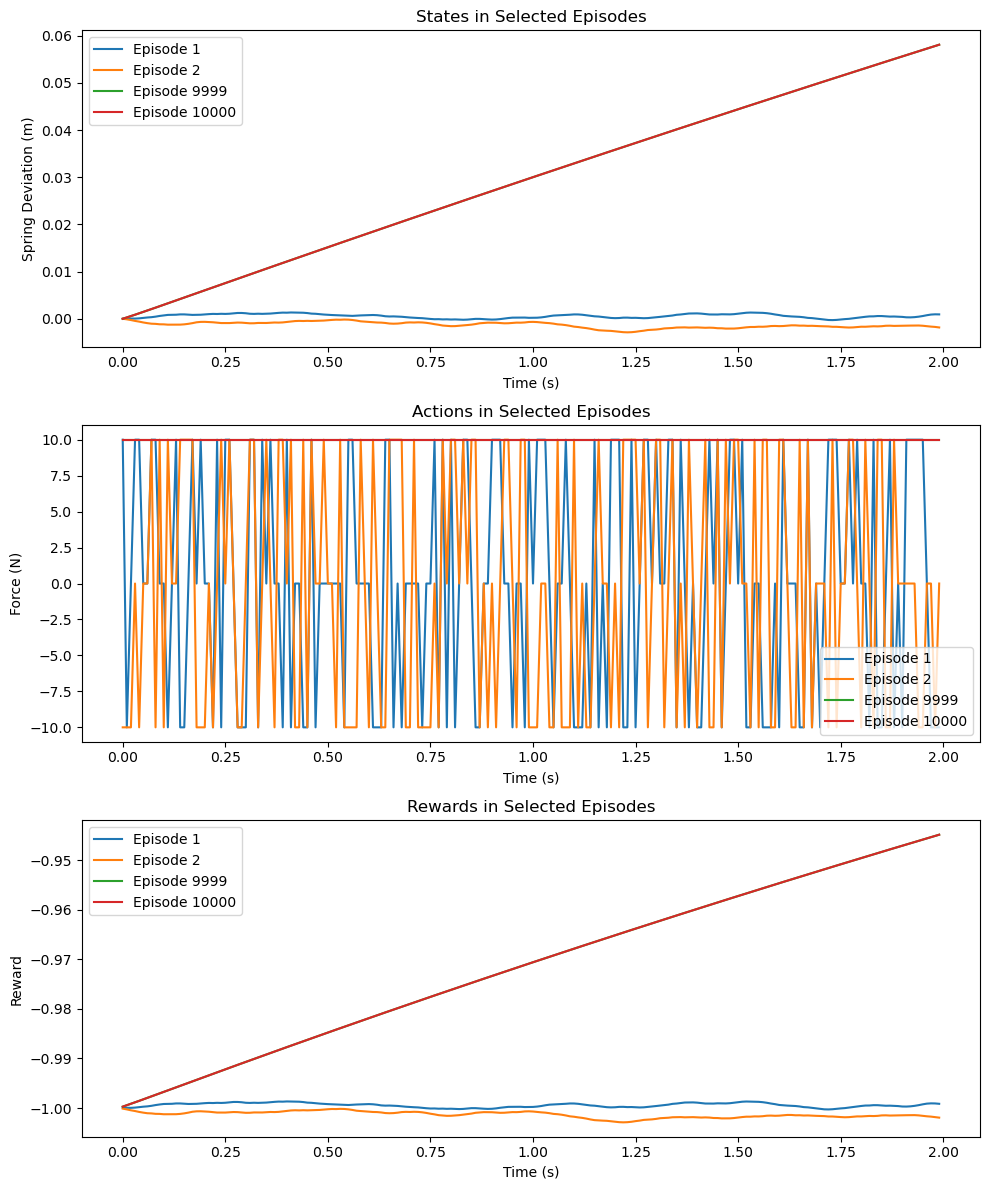 States in Selected Episodes
Episode 1
Episode 2
Episode 9999
Episode 10000
Spring Deviation (m)
0.06
0.05
0.04
0.03
0.02
0.01
0.00
0.00 0.25 0.50 0.75 1.00 1.25 1.50 1.75 2.00
Time (s)
Actions in Selected Episodes
Force (N)
10.0
7.5
5.0
2.5
0.0
−2.5
−5.0
−7.5
−10.0
Episode 1
Episode 2
Episode 9999
Episode 10000
0.00 0.25 0.50 0.75 1.00 1.25 1.50 1.75 2.00
Time (s)
Rewards in Selected Episodes
Episode 1
Episode 2
Episode 9999
Episode 10000
Reward
−0.95
−0.96
−0.97
−0.98
−0.99
−1.00
0.00 0.25 0.50 0.75 1.00 1.25 1.50 1.75 2.00
Time (s)